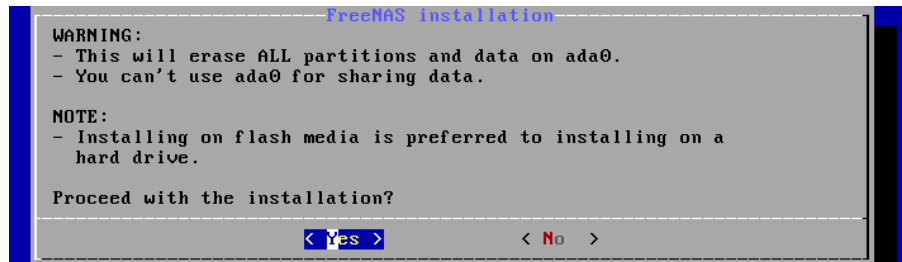 FreeNAS installation
WARNING:
- This will erase ALL partitions and data on ada0.
- You can't use ada0 for sharing data.
NOTE:
- Installing on flash media is preferred to installing on a
hard drive.
Proceed with the installation?
< Yes > < No >